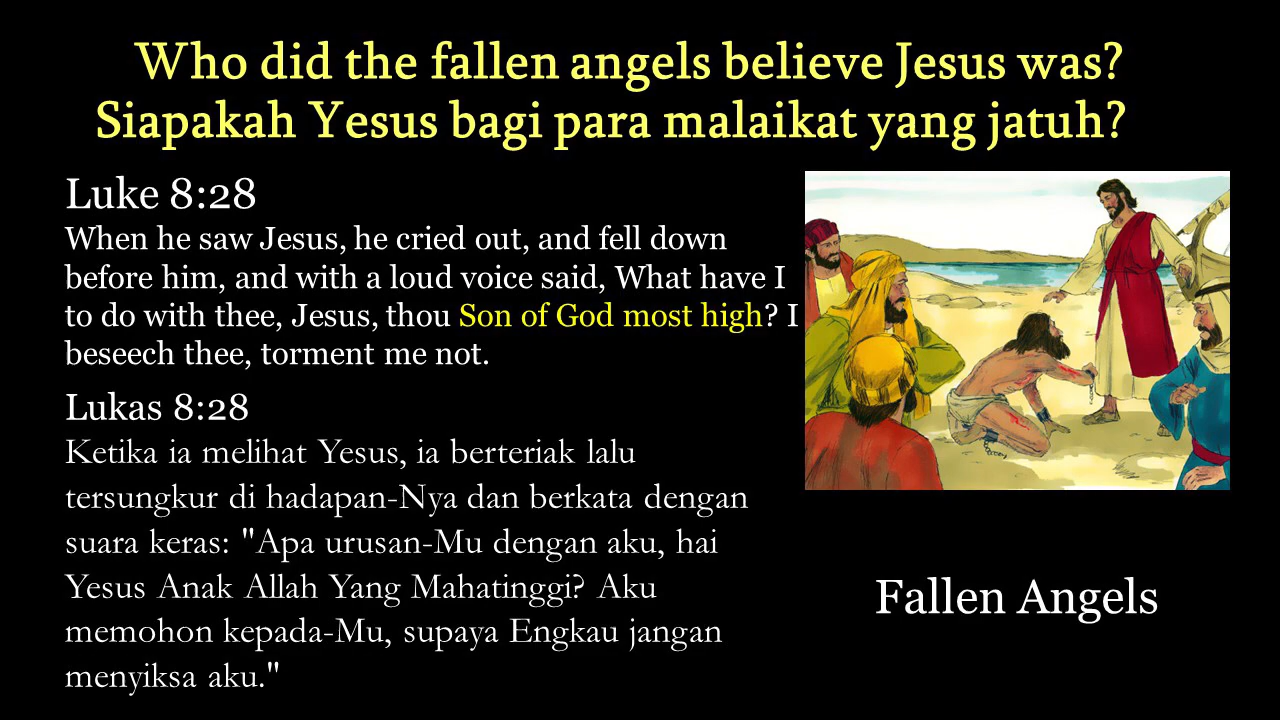 Who did the fallen angels believe Jesus was?
Siapakah Yesus bagi para malaikat yang jatuh?
Luke 8:28
When he saw Jesus, he cried out, and fell down
before him, and with a loud voice said, What have I
to do with thee, Jesus, thou Son of God most high? I
beseech thee, torment me not.
Lukas 8:28
Ketika ia melihat Yesus, ia berteriak lalu
tersungkur di hadapan-Nya dan berkata dengan
suara keras: "Apa urusan-Mu dengan aku, hai
Yesus Anak Allah Yang Mahatinggi? Aku
memohon kepada-Mu, supaya Engkau jangan
menyiksa aku."
Fallen Angels